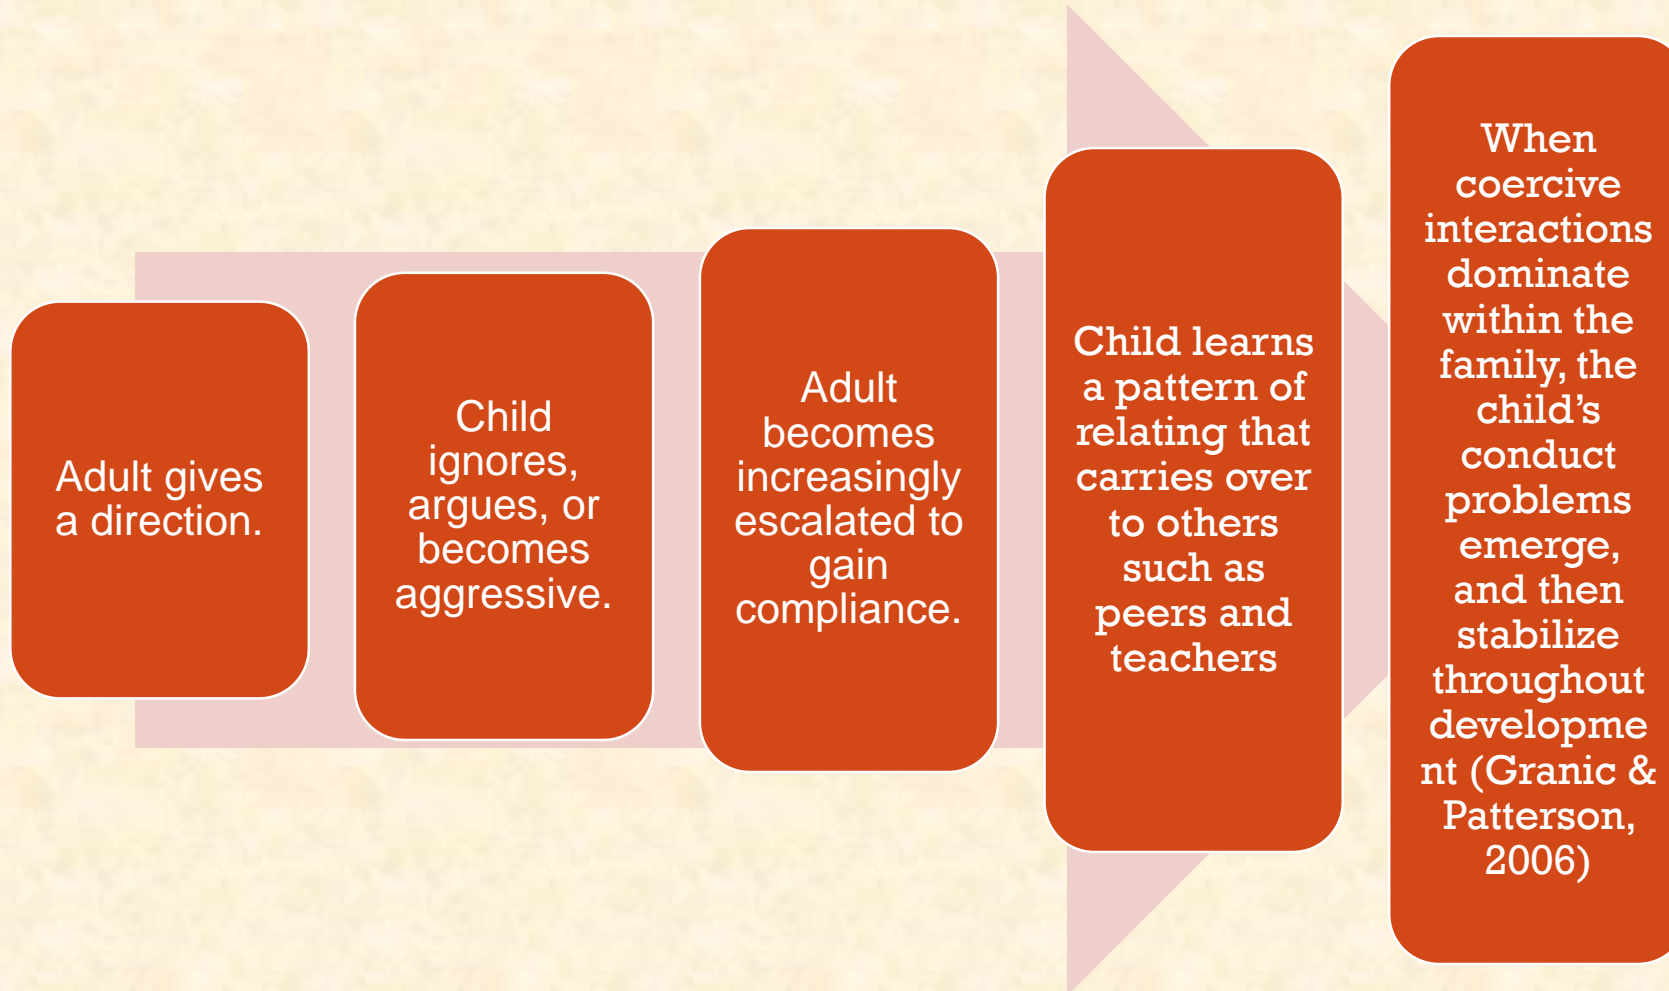 Adult gives
a direction.
Child
ignores,
argues, or
becomes
aggressive.
Adult
becomes
increasingly
escalated to
gain
compliance.
Child learns
a pattern of
relating that
carries over
to others
such as
peers and
teachers
When
coercive
interactions
dominate
within the
family, the
child’s
conduct
problems
emerge,
and then
stabilize
throughout
developme
nt (Granic &
Patterson,
2006)